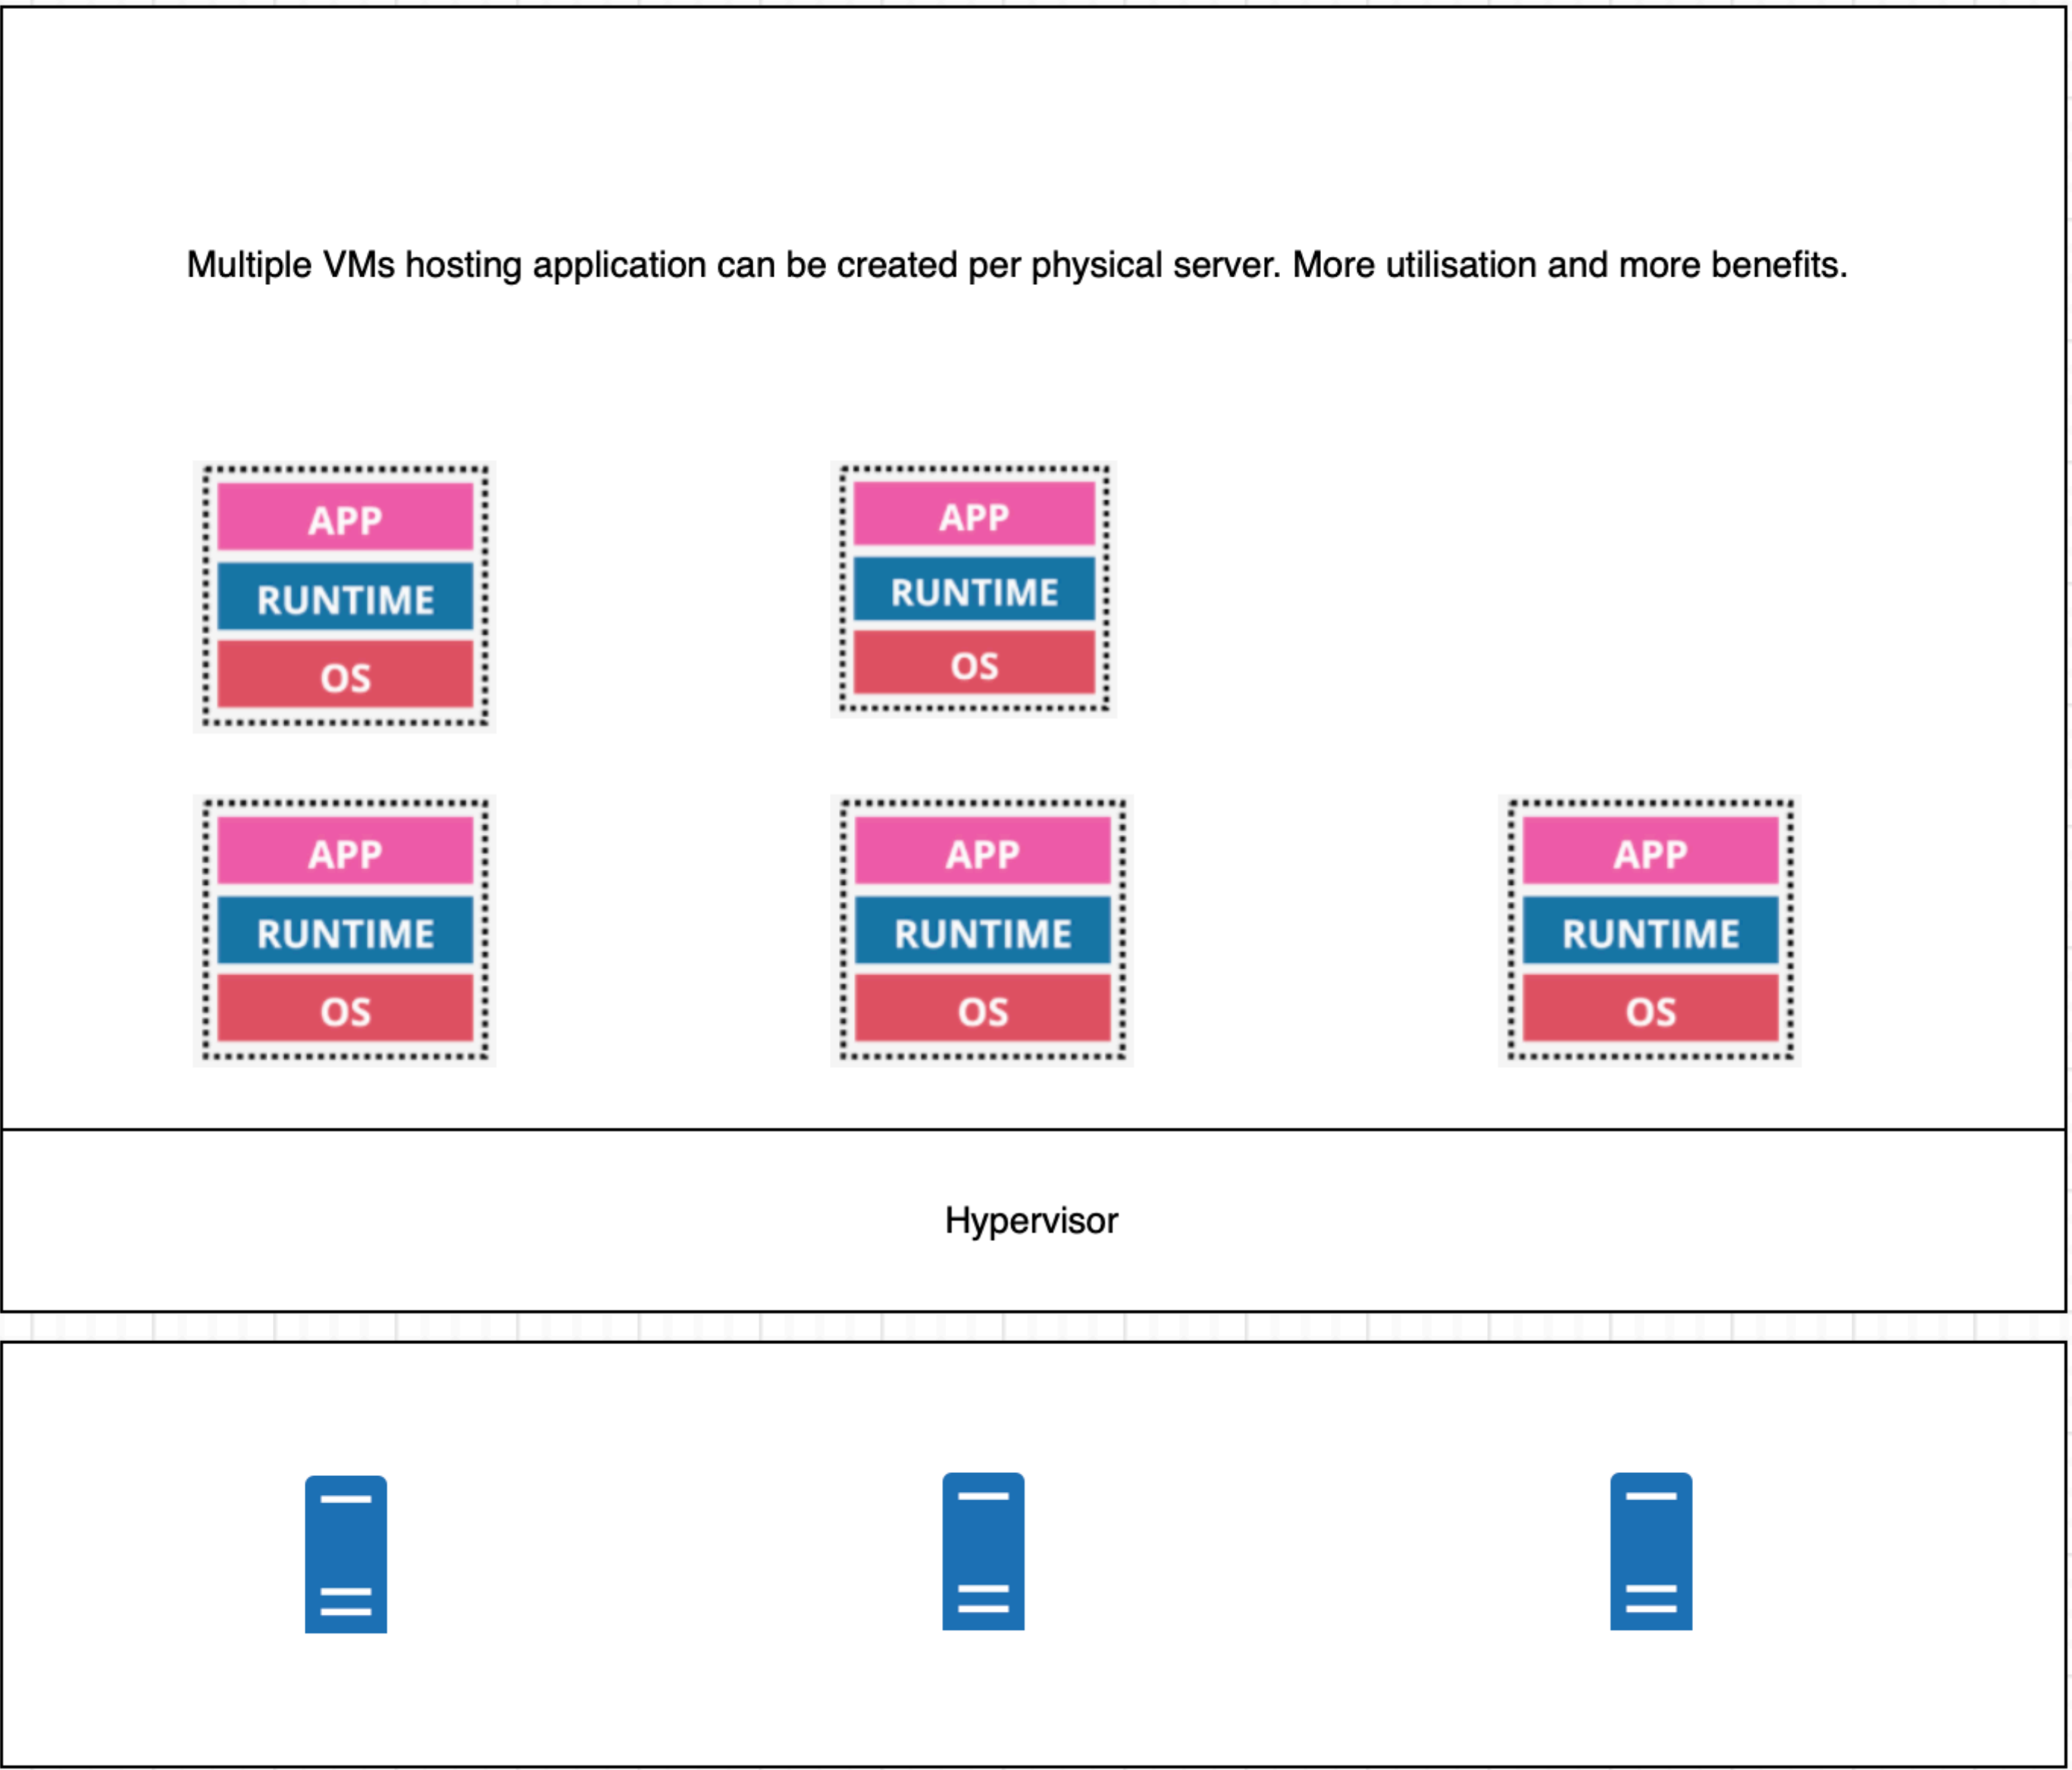 Multiple VMs hosting application can be created per physical server. More utilisation and more benefits.
APP
RUNTIME
OS
APP
RUNTIME
OS
APP
RUNTIME
OS
APP
RUNTIME
OS
APP
RUNTIME
OS
Hypervisor